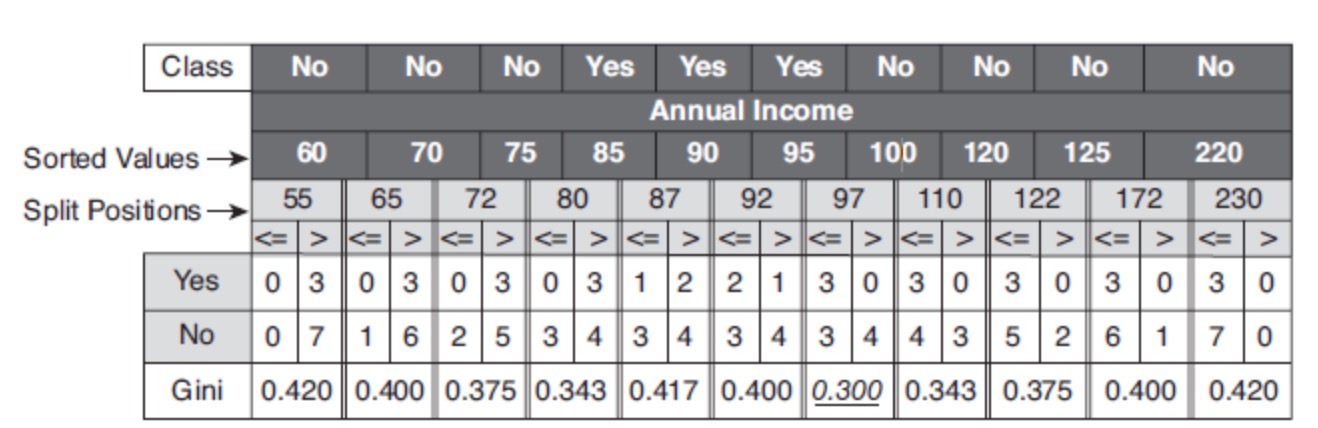 Class No No No Yes Yes Yes No No No No
Annual Income
Sorted Values → 60 70 75 85 90 95 100 120 125 220
Split Positions → 55 65 72 80 87 92 97 110 122 172 230
<= > <= > <= > <= > <= > <= > <= > <= > <= > <= > <= >
Yes 0 3 0 3 0 3 0 3 1 2 2 1 3 0 3 0 3 0 3 0 3 0
No 0 7 1 6 2 5 3 4 3 4 3 4 3 4 4 3 5 2 6 1 7 0
Gini 0.420 0.400 0.375 0.343 0.417 0.400 0.300 0.343 0.375 0.400 0.420